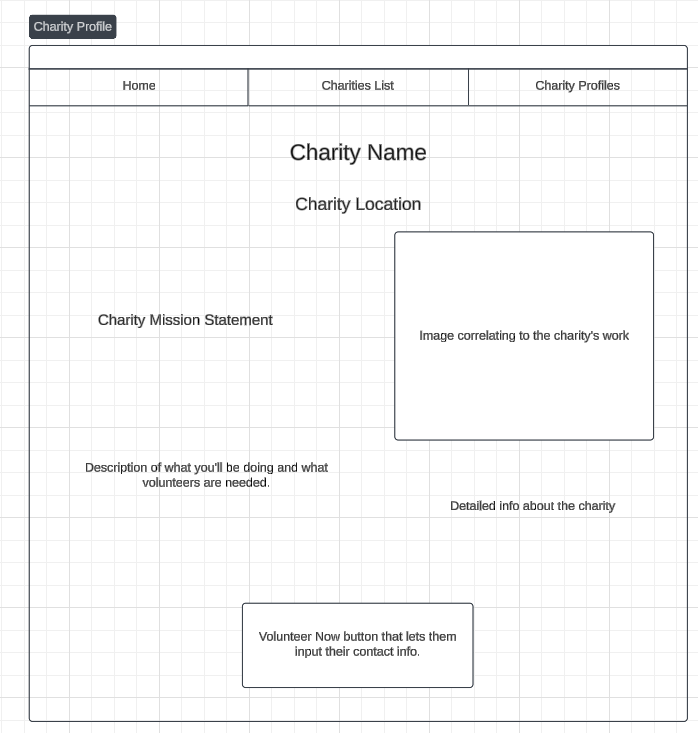 Charity Profile
Home
Charities List
Charity Profiles
Charity Name
Charity Location
Charity Mission Statement
Image correlating to the charity's work
Description of what you'll be doing and what
volunteers are needed.
Detailed info about the charity
Volunteer Now button that lets them
input their contact info.